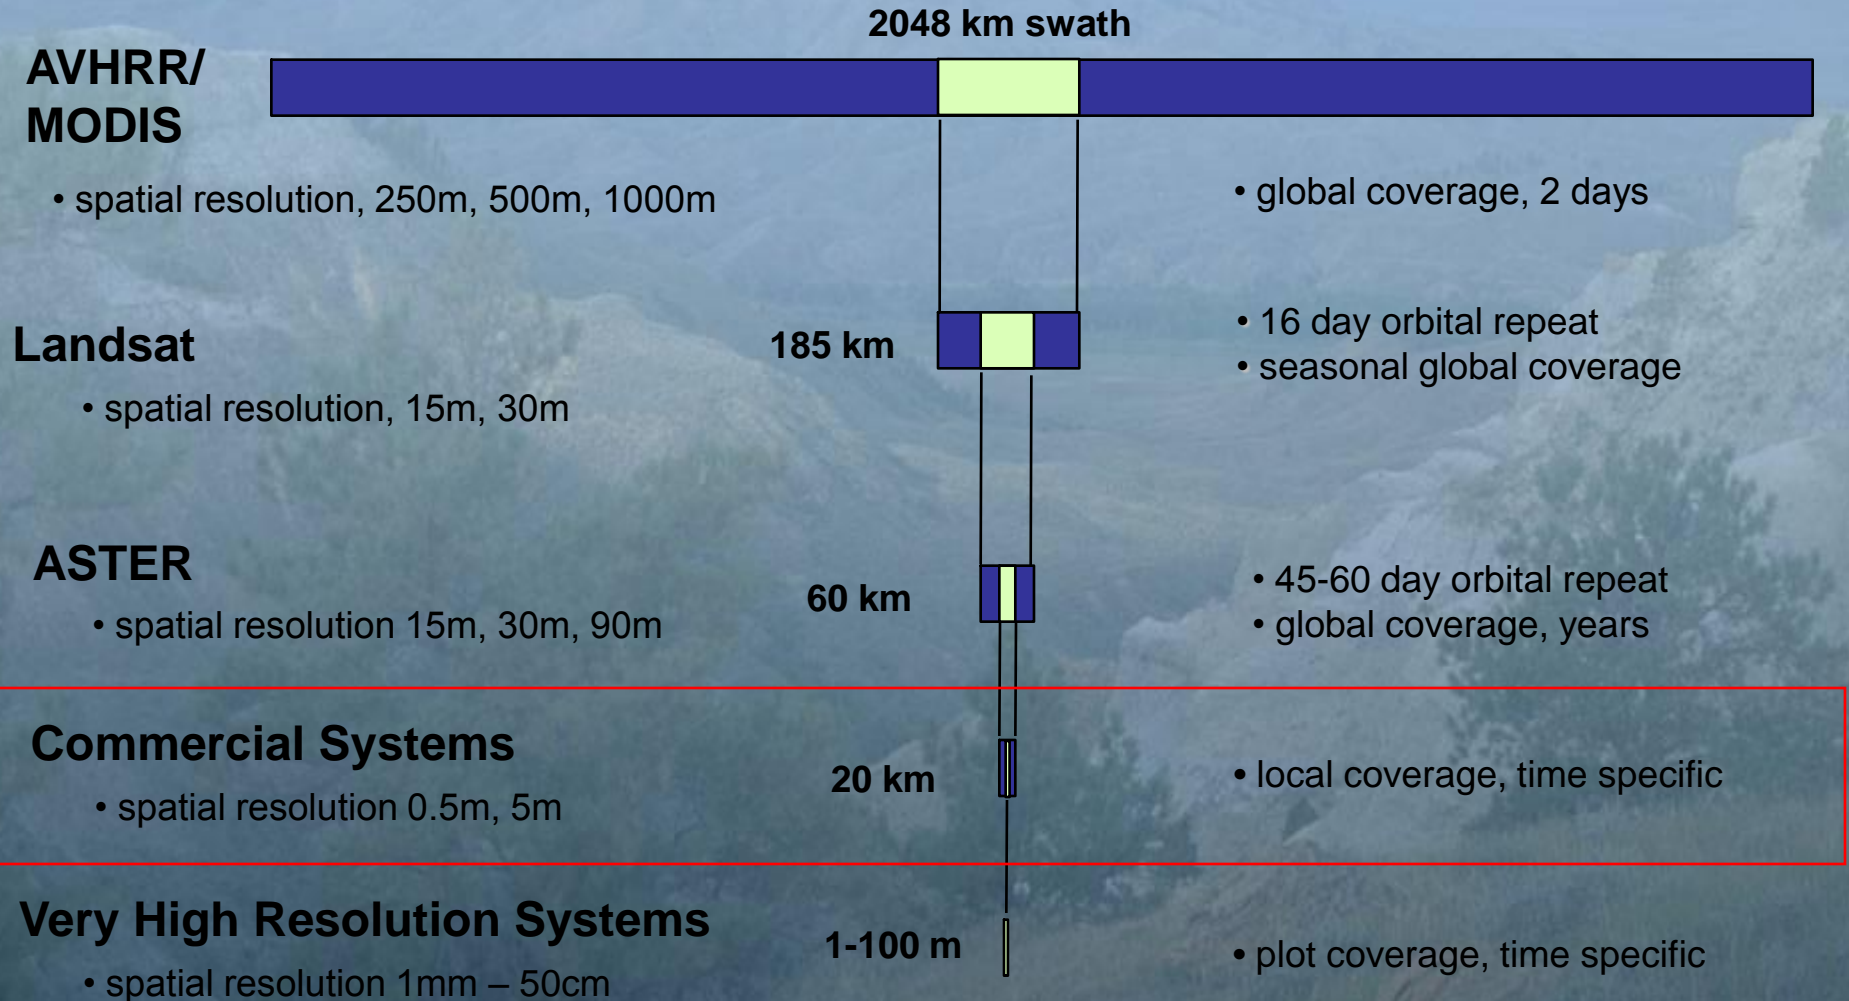 2048 km swath
AVHRR/
MODIS
• spatial resolution, 250m, 500m, 1000m
• global coverage, 2 days
Landsat
185 km
• 16 day orbital repeat
• seasonal global coverage
• spatial resolution, 15m, 30m
ASTER
60 km
• 45-60 day orbital repeat
• global coverage, years
• spatial resolution 15m, 30m, 90m
Commercial Systems
20 km
• local coverage, time specific
• spatial resolution 0.5m, 5m
Very High Resolution Systems
1-100 m
• plot coverage, time specific
• spatial resolution 1mm – 50cm